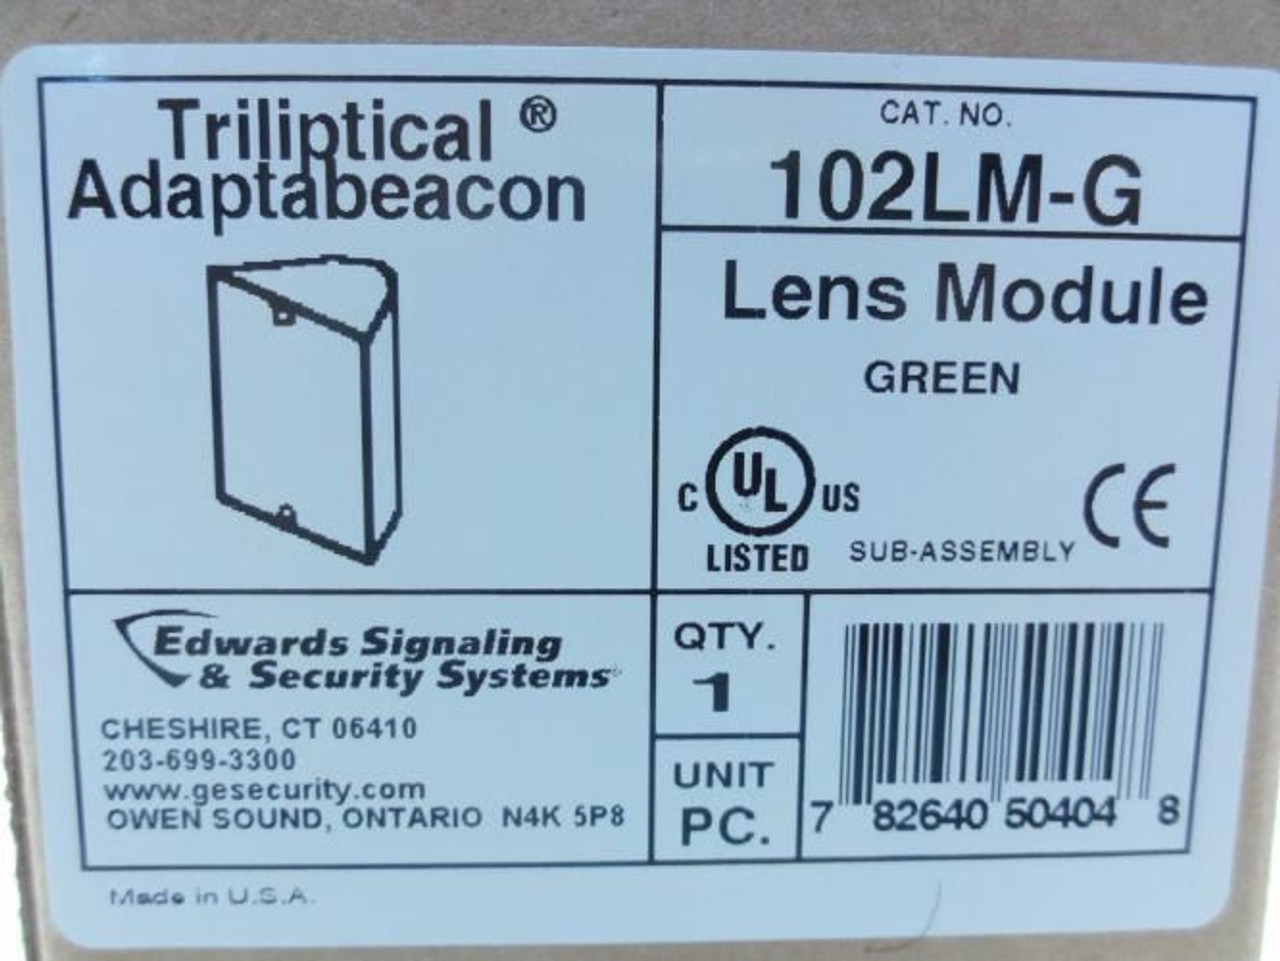 Triliptical ®
Adaptabeacon
CAT. NO.
102LM-G
Lens Module
GREEN
C UL US
LISTED
SUB-ASSEMBLY
CE
Edwards Signaling
& Security Systems
CHESHIRE, CT 06410
203-699-3300
www.gesecurity.com
OWEN SOUND, ONTARIO N4K 5P8
QTY.
1
UNIT
PC.
7 82640 50404 8
Made in U.S.A.